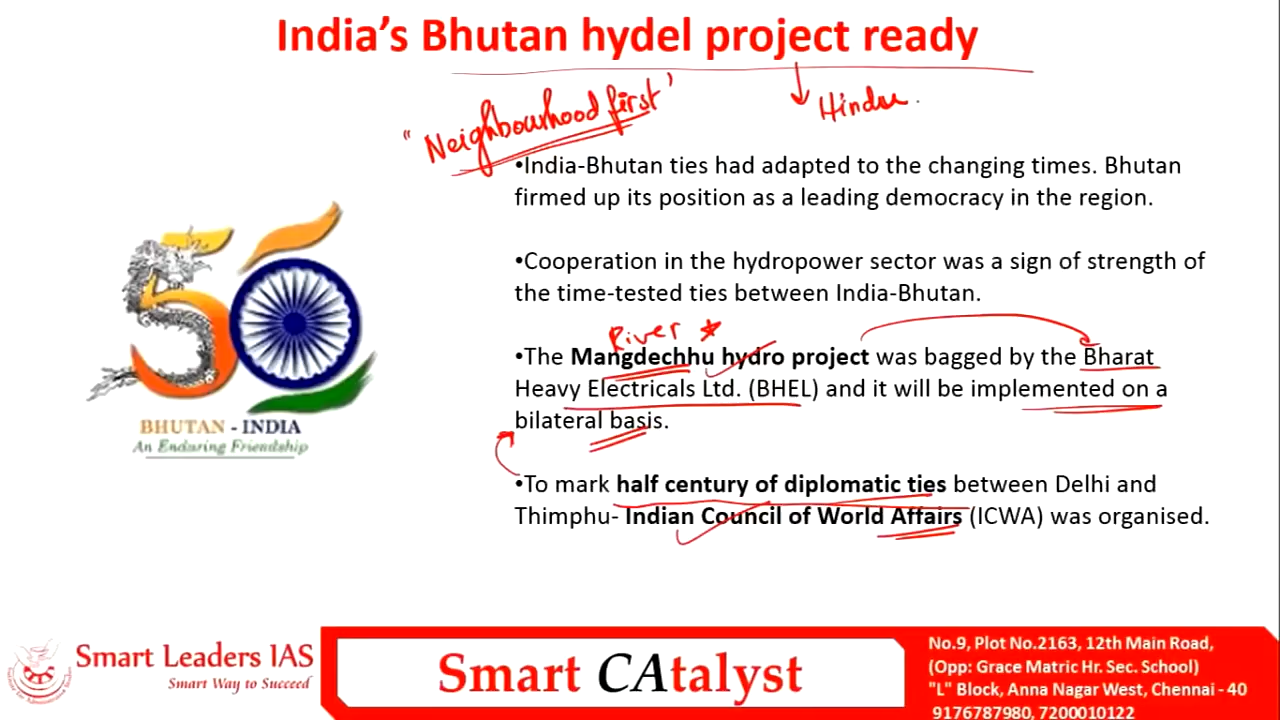 India's Bhutan hydel project ready
"Neighbourhood first"
Hindu.
•India-Bhutan ties had adapted to the changing times. Bhutan
firmed up its position as a leading democracy in the region.
•Cooperation in the hydropower sector was a sign of strength of
the time-tested ties between India-Bhutan.
River
•The Mangdechhu hydro project was bagged by the Bharat
Heavy Electricals Ltd. (BHEL) and it will be implemented on a
bilateral basis.
•To mark half century of diplomatic ties between Delhi and
Thimphu- Indian Council of World Affairs (ICWA) was organised.
50
BHUTAN - INDIA
An Enduring Friendship
Smart Leaders IAS
Smart Way to Succeed
Smart CAtalyst
No.9, Plot No.2163, 12th Main Road,
(Opp: Grace Matric Hr. Sec. School)
"L" Block, Anna Nagar West, Chennai - 40
9176787980, 7200010122